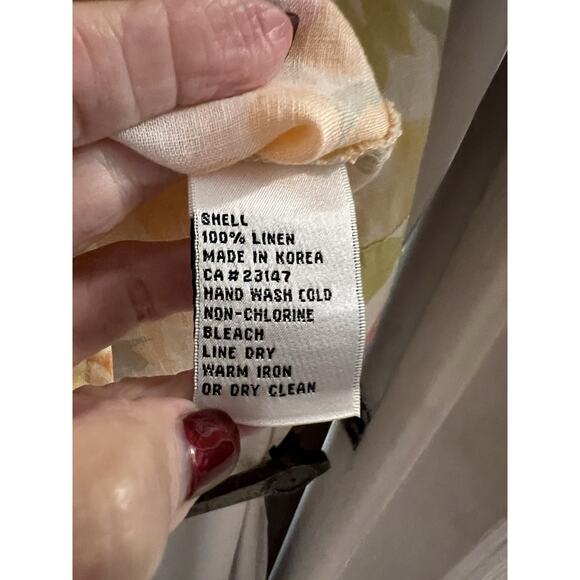 SHELL
100% LINEN
MADE IN KOREA
CA # 23147
HAND WASH COLD
NON-CHLORINE
BLEACH
LINE DRY
WARM IRON
OR DRY CLEAN